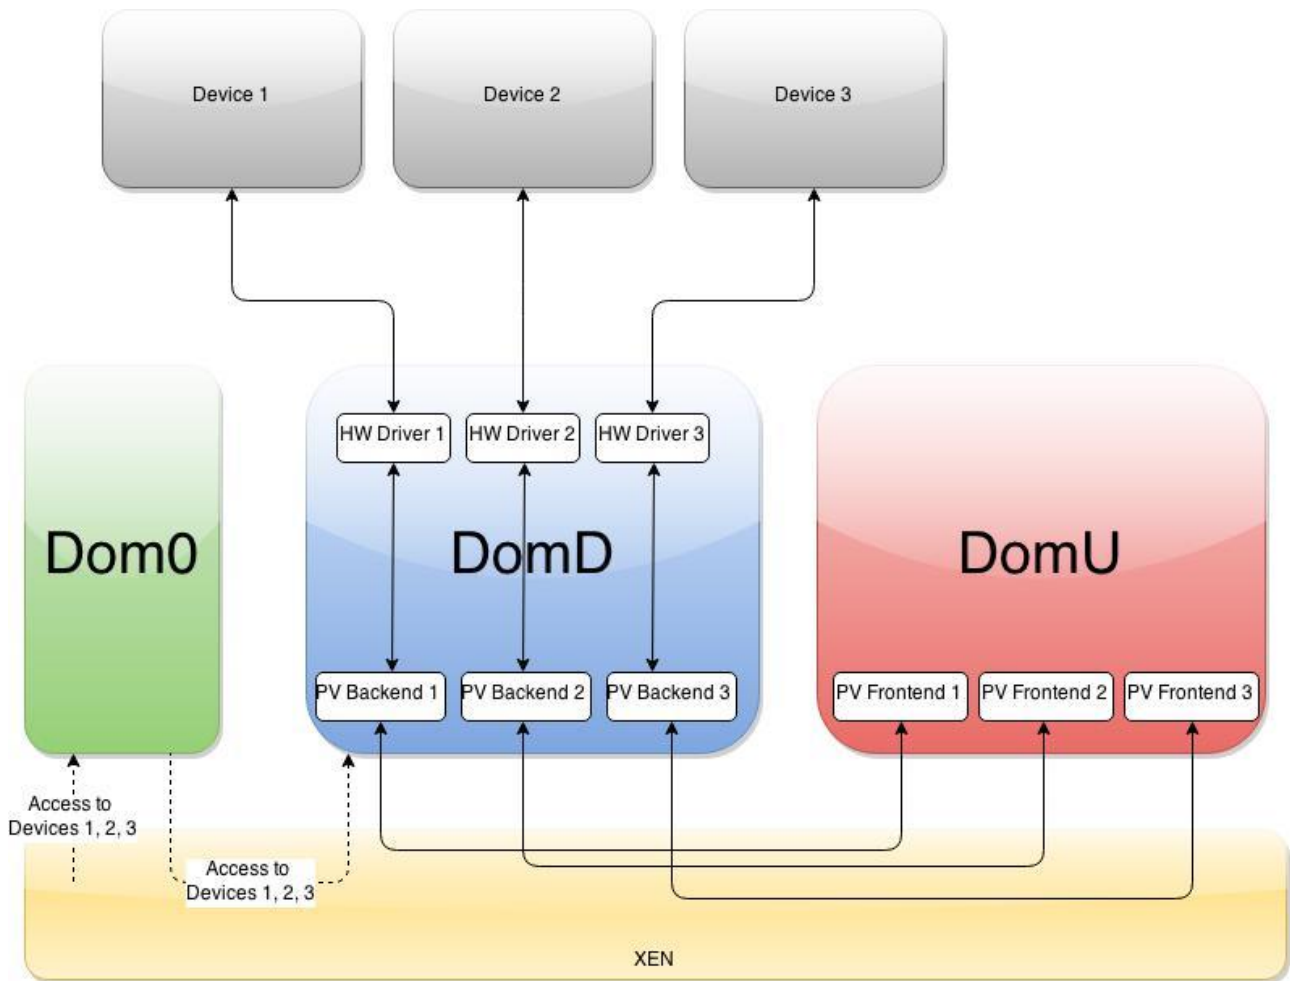 Device 1
Device 2
Device 3
HW Driver 1
HW Driver 2
HW Driver 3
Dom0
DomD
DomU
PV Backend 1
PV Backend 2
PV Backend 3
PV Frontend 1
PV Frontend 2
PV Frontend 3
Access to
Devices 1, 2, 3
Access to
Devices 1, 2, 3
XEN